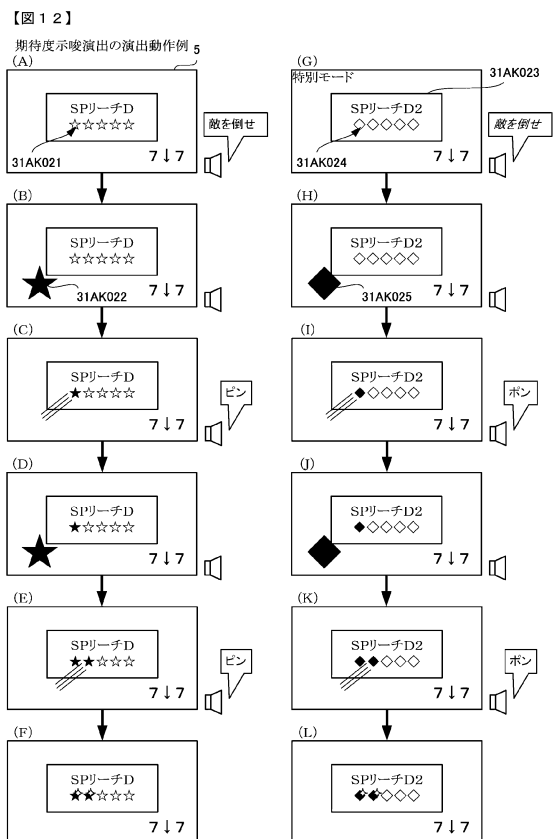 【図１２】
期待度示唆演出の演出動作例 5
(A)
SPリーチD
☆☆☆☆☆
31AK021
7↓7
敵を倒せ
(B)
SPリーチD
☆☆☆☆☆
31AK022
7↓7
(C)
SPリーチD
★☆☆☆☆
7↓7
ピン
(D)
SPリーチD
★☆☆☆☆
7↓7
(E)
SPリーチD
★★☆☆☆
7↓7
ピン
(F)
SPリーチD
★★☆☆☆
7↓7
(G)
特別モード
31AK023
SPリーチD2
◇◇◇◇◇
31AK024
7↓7
敵を倒せ
(H)
SPリーチD2
◇◇◇◇◇
31AK025
7↓7
(I)
SPリーチD2
◆◇◇◇◇
7↓7
ポン
(J)
SPリーチD2
◆◇◇◇◇
7↓7
(K)
SPリーチD2
◆◆◇◇◇
7↓7
ポン
(L)
SPリーチD2
◆◆◇◇◇
7↓7